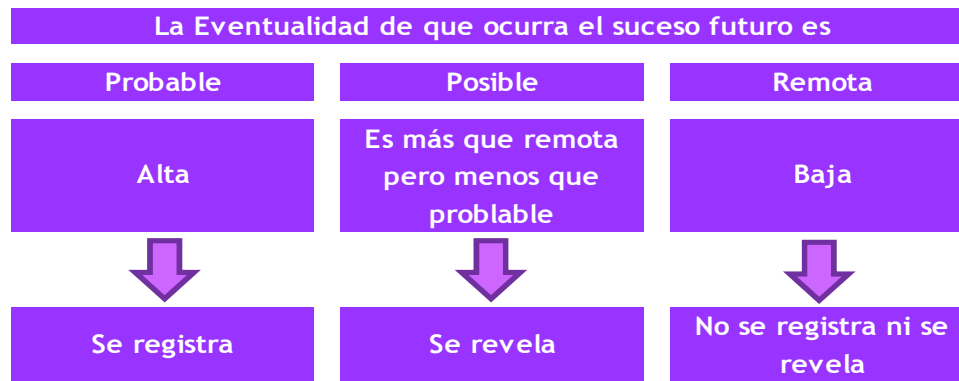 La Eventualidad de que ocurra el suceso futuro es
Probable
Posible
Remota
Alta
Es más que remota
pero menos que
problable
Baja
Se registra
Se revela
No se registra ni se
revela